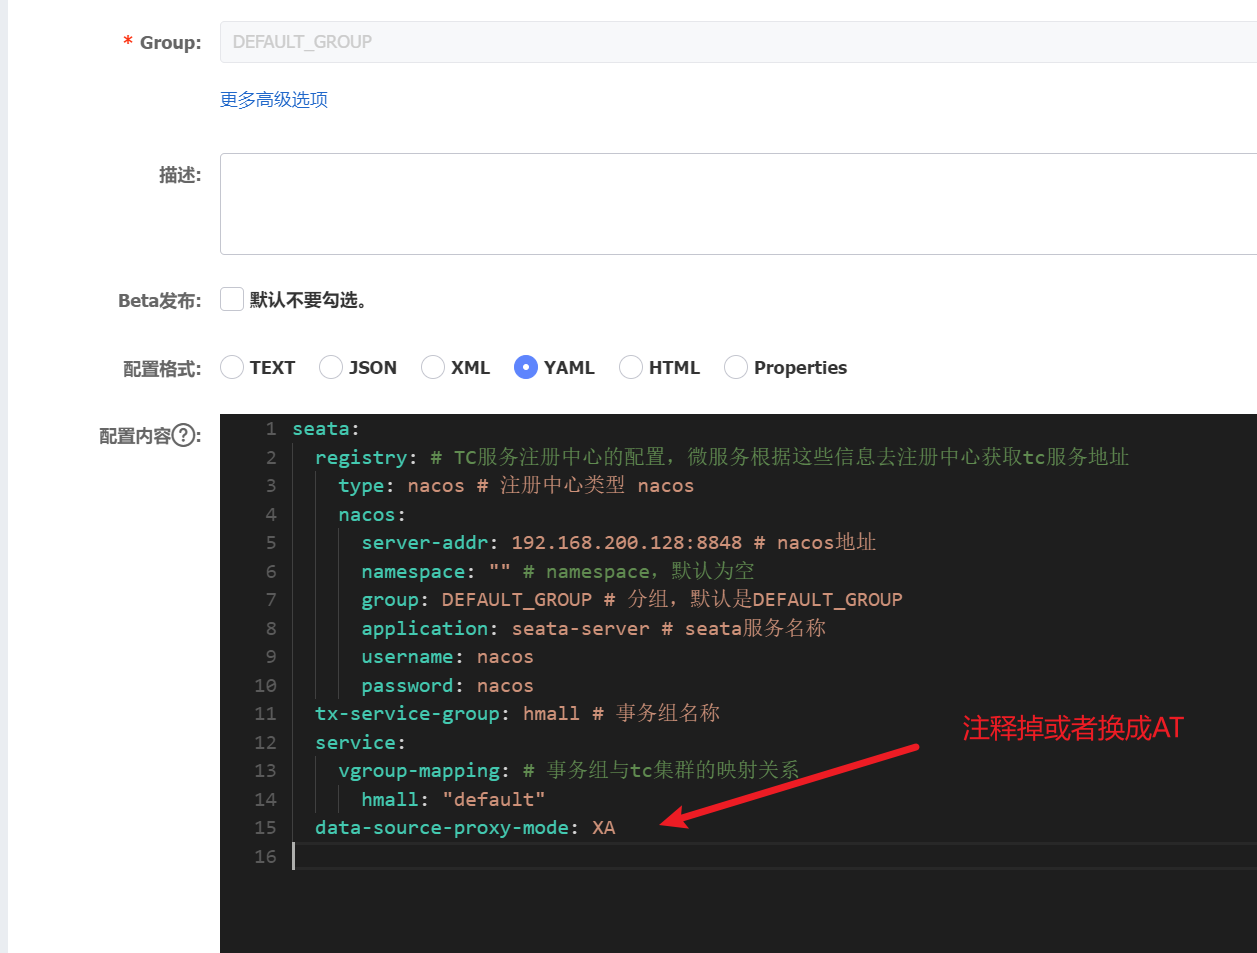 * Group: DEFAULT_GROUP
更多高级选项
描述:
Beta发布: 默认不要勾选。
配置格式: TEXT JSON XML YAML HTML Properties
配置内容?:
1 seata:
2 registry: # TC服务注册中心的配置，微服务根据这些信息去注册中心获取tc服务地址
3 type: nacos # 注册中心类型 nacos
4 nacos:
5 server-addr: 192.168.200.128:8848 # nacos地址
6 namespace: "" # namespace，默认为空
7 group: DEFAULT_GROUP # 分组，默认是DEFAULT_GROUP
8 application: seata-server # seata服务名称
9 username: nacos
10 password: nacos
11 tx-service-group: hmall # 事务组名称
12 service:
注释掉或者换成AT
13 vgroup-mapping: # 事务组与tc集群的映射关系
14 hmall: "default"
15 data-source-proxy-mode: XA
16